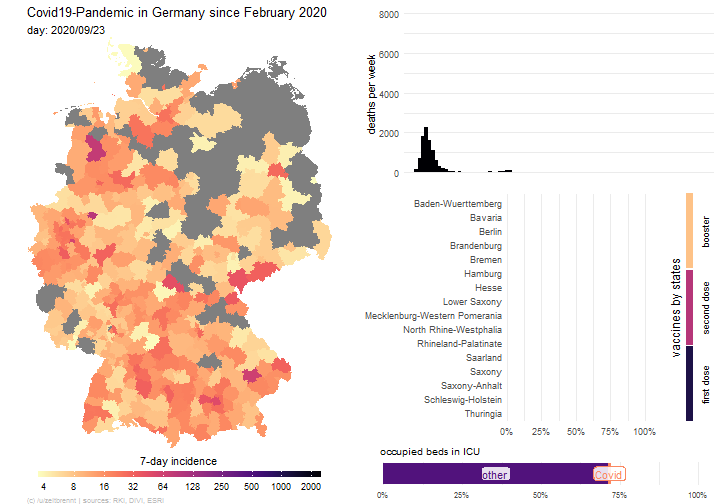 Covid19-Pandemic in Germany since February 2020
day: 2020/09/23
7-day incidence
4 8 16 32 64 128 256 512 1000 2000
(c) /u/zeitbrennt | sources: RKI, DIVI, ESRI
deaths per week
8000
6000
4000
2000
0
Baden-Wuerttemberg
Bavaria
Berlin
Brandenburg
Bremen
Hamburg
Hesse
Lower Saxony
Mecklenburg-Western Pomerania
North Rhine-Westphalia
Rhineland-Palatinate
Saarland
Saxony
Saxony-Anhalt
Schleswig-Holstein
Thuringia
0% 25% 50% 75% 100%
vaccines by states
booster
second dose
first dose
occupied beds in ICU
other Covid
0% 25% 50% 75% 100%